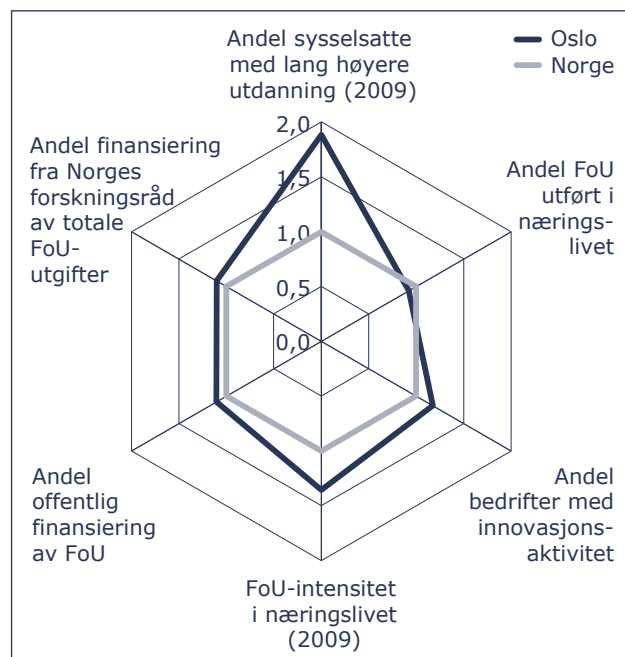 Andel sysselsatte
med lang høyere
utdanning (2009)
Oslo
Norge
2,0
1,5
1,0
0,5
0,0
Andel FoU
utført i
nærings-
livet
Andel
bedrifter med
innovasjons-
aktivitet
FoU-intensitet
i næringslivet
(2009)
Andel
offentlig
finansiering
av FoU
Andel finansiering
fra Norges
forskningsråd
av totale
FoU-
utgifter